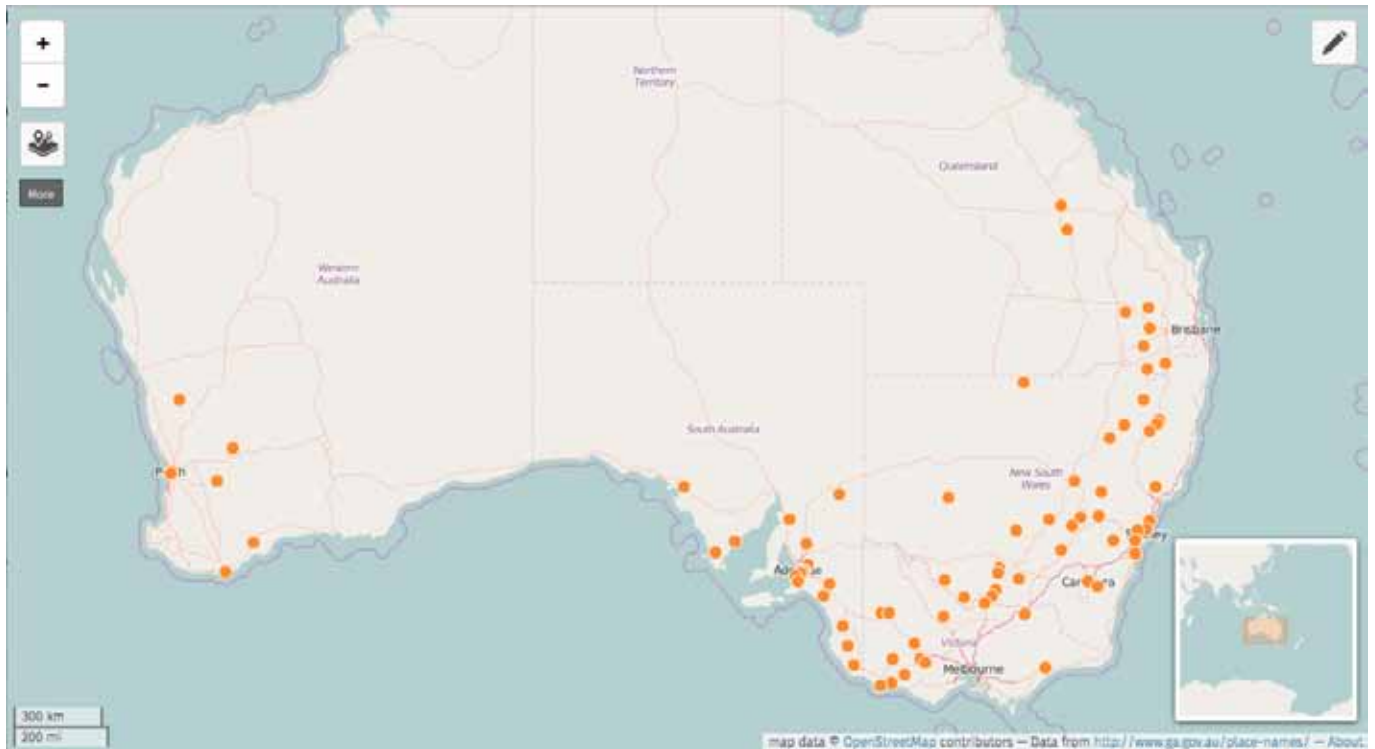 +
-
More
Northern
Territory
Queensland
Western
Australia
Brisbane
South Australia
New South
Wales
Victoria
Melbourne
300 km
200 mi
map data © OpenStreetMap contributors — Data from http://www.ga.gov.au/place-names/ — About